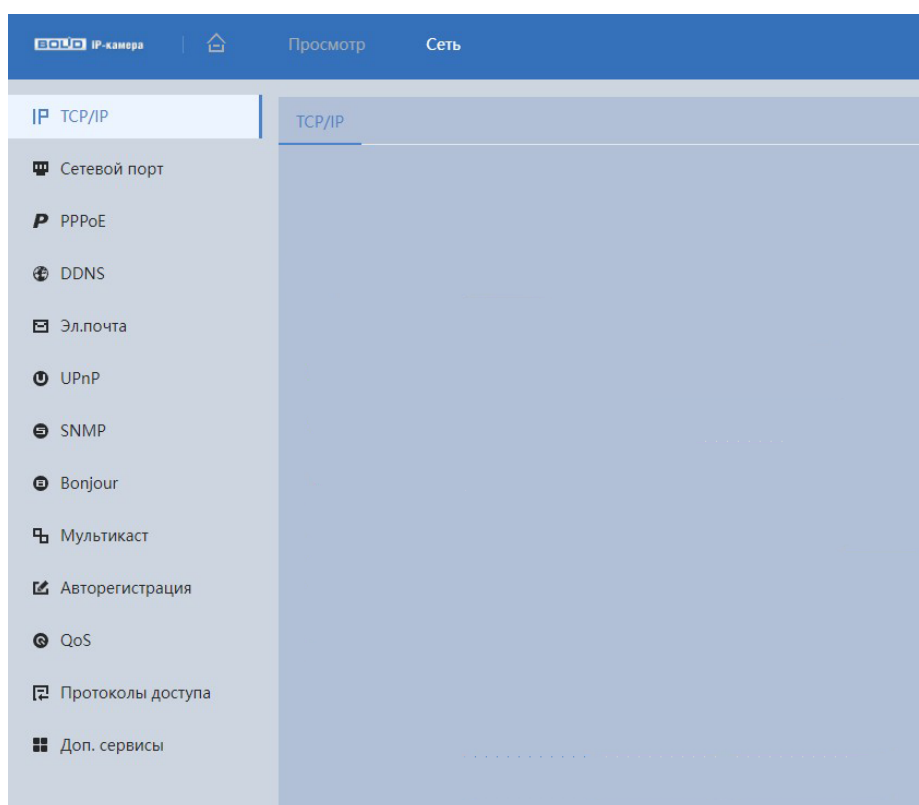 BOLID IP-камера Просмотр Сеть
TCP/IP
TCP/IP
Сетевой порт
PPPoE
DDNS
Эл.почта
UPnP
SNMP
Bonjour
Мультикаст
Авторегистрация
QoS
Протоколы доступа
Доп. сервисы